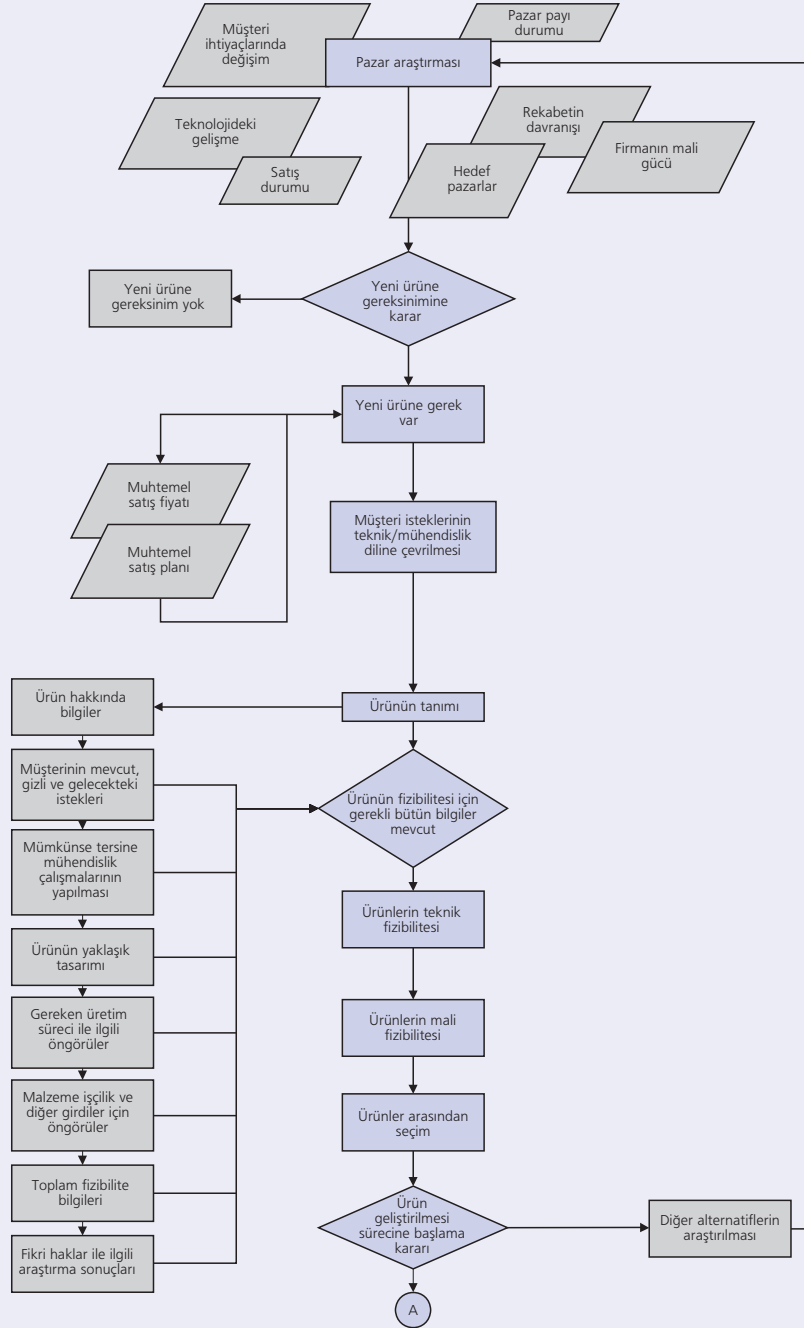 Müşteri
ihtiyaçlarında
değişim
Pazar araştırması
Pazar payı
durumu
Teknolojideki
gelişme
Satış
durumu
Rekabetin
davranışı
Hedef
pazarlar
Firmanın mali
gücü
Yeni ürüne
gereksinimine
karar
Yeni ürüne
gereksinim yok
Yeni ürüne gerek
var
Muhtemel
satış fiyatı
Muhtemel
satış planı
Müşteri isteklerinin
teknik/mühendislik
diline çevrilmesi
Ürünün tanımı
Ürün hakkında
bilgiler
Müşterinin mevcut,
gizli ve gelecekteki
istekleri
Mümkünse tersine
mühendislik
çalışmalarının
yapılması
Ürünün yaklaşık
tasarımı
Gereken üretim
süreci ile ilgili
öngörüler
Malzeme işçilik ve
diğer girdiler için
öngörüler
Toplam fizibilite
bilgileri
Fikri haklar ile ilgili
araştırma sonuçları
Ürünün fizibilitesi için
gerekli bütün bilgiler
mevcut
Ürünlerin teknik
fizibilitesi
Ürünlerin mali
fizibilitesi
Ürünler arasından
seçim
Ürün
geliştirilmesi
sürecine başlama
kararı
Diğer alternatiflerin
araştırılması
A